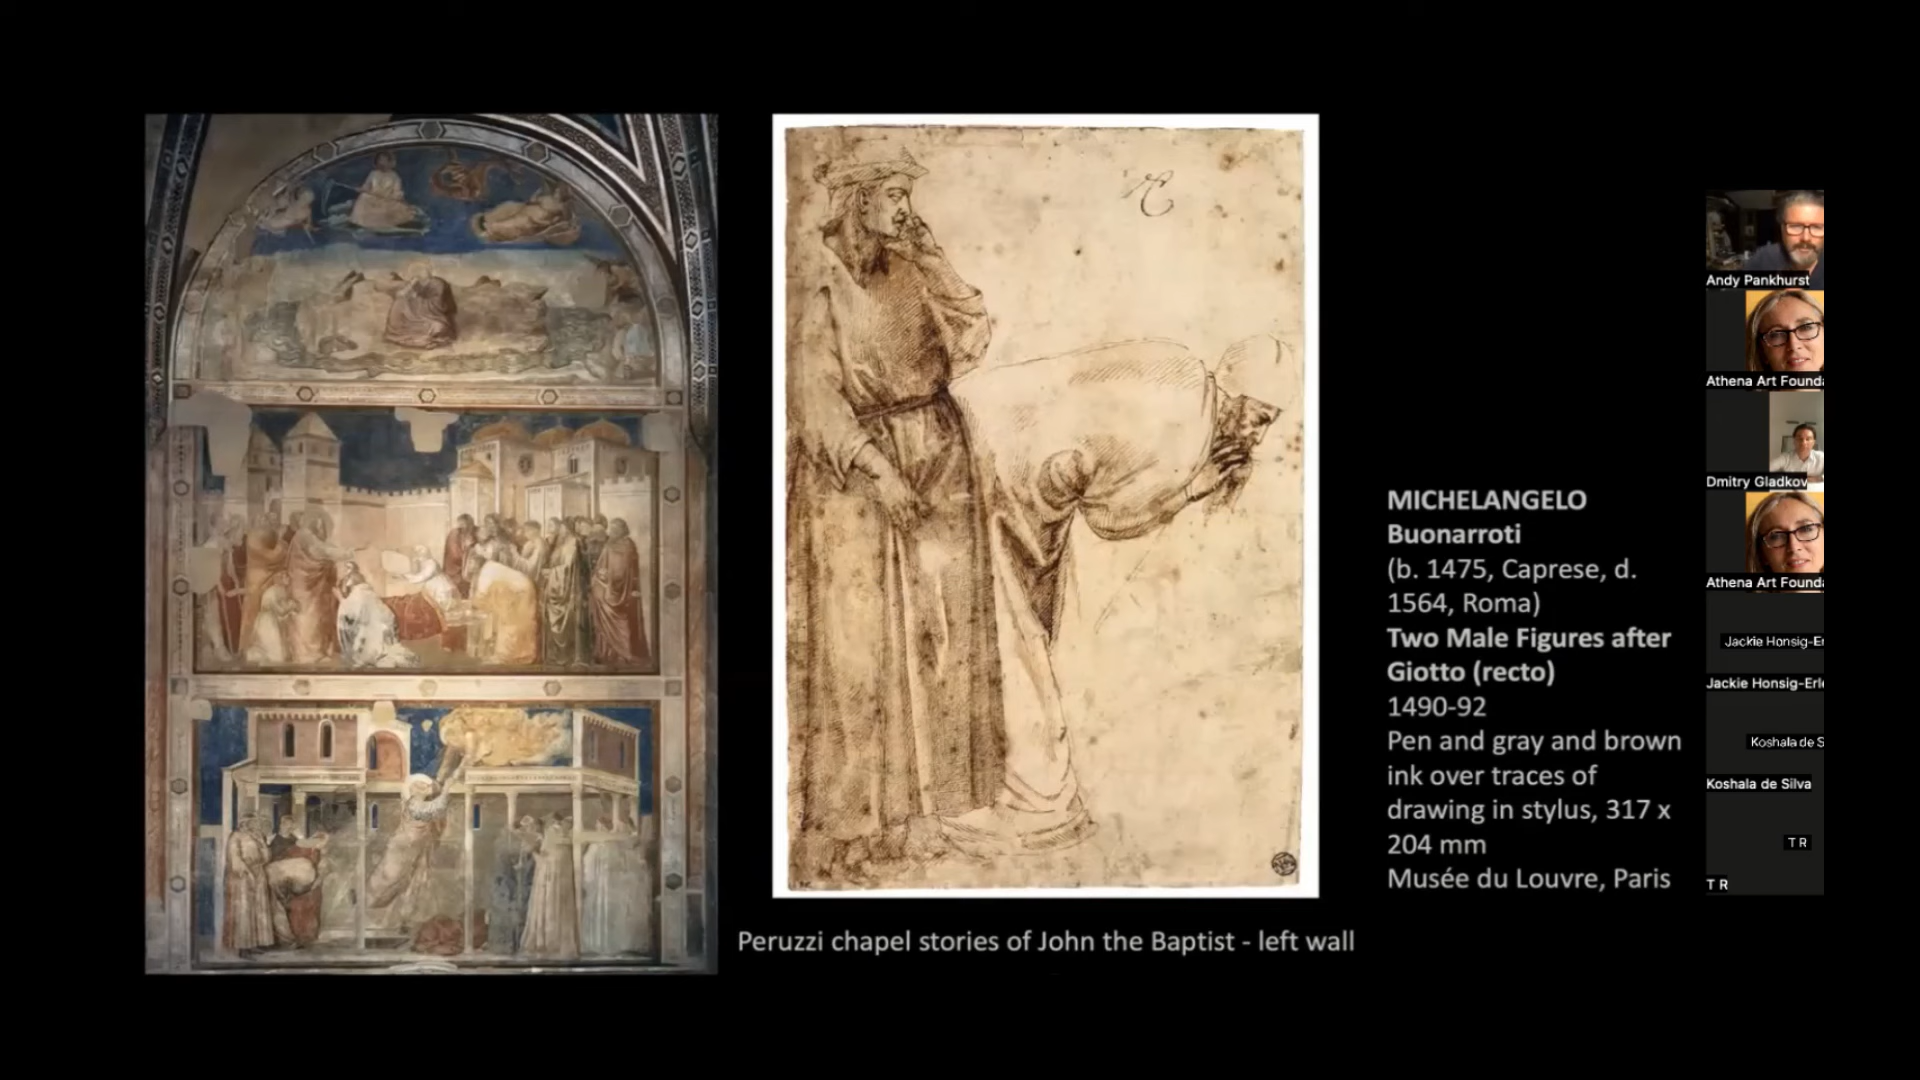 MICHELANGELO
Buonarroti
(b. 1475, Caprese, d.
1564, Roma)
Two Male Figures after
Giotto (recto)
1490-92
Pen and gray and brown
ink over traces of
drawing in stylus, 317 x
204 mm
Musée du Louvre, Paris
Peruzzi chapel stories of John the Baptist - left wall
Andy Pankhurst
Athena Art Founda
Dmitry Gladkov
Athena Art Founda
Jackie Honsig-Er
Jackie Honsig-Erl
Koshala de S
Koshala de Silva
T R
T R